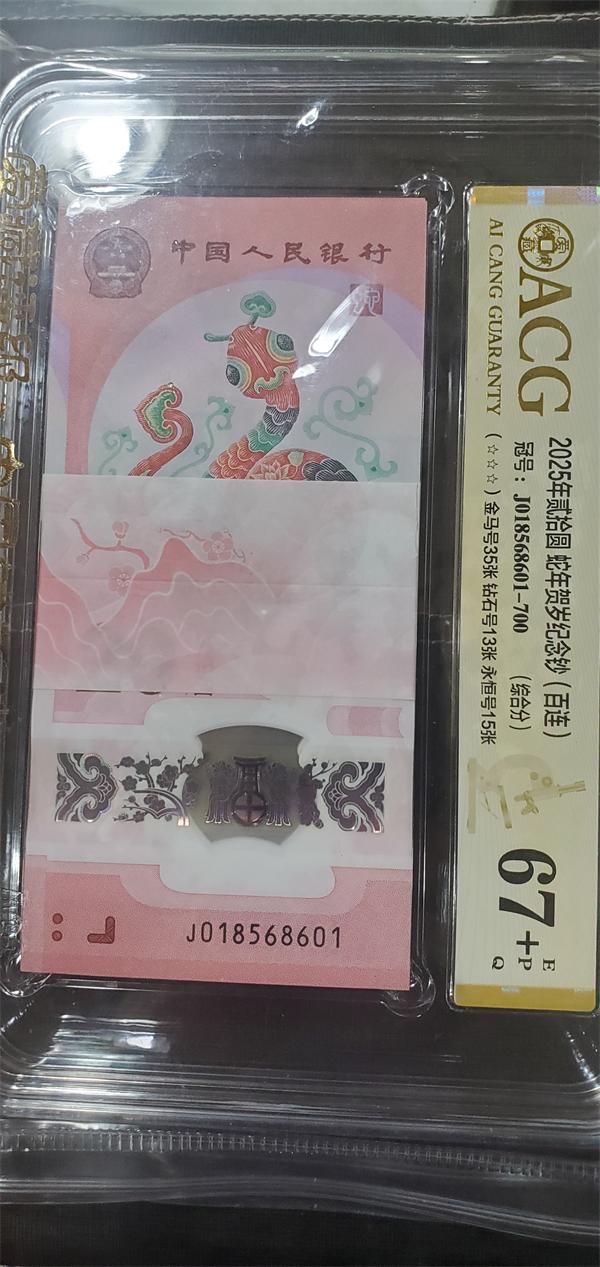 中国人民银行
J018568601
ACG
AI CANG GUARANTY
2025年贰拾圆 蛇年贺岁纪念钞（百连）
冠号：J018568601-700 （综合分）
（☆☆☆）金马号35张 钻石号13张 永恒号15张
67+
E
P
Q